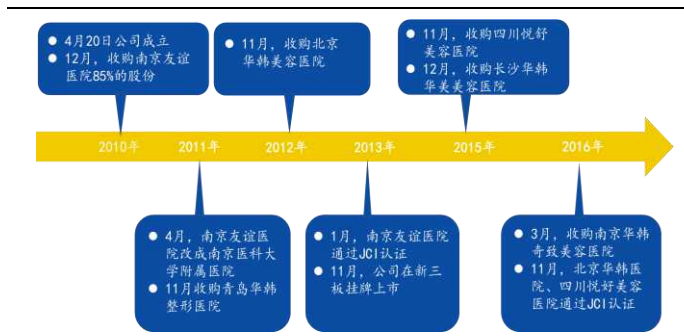 ● 4月20日公司成立
● 12月，收购南京友谊
医院85%的股份
● 11月，收购北京
华韩美容医院
● 11月，收购四川悦舒
美容医院
● 12月，收购长沙华韩
华美美容医院
2010年
2011年
2012年
2013年
2015年
2016年
● 4月，南京友谊医
院改成南京医科大
学附属医院
● 11月收购青岛华韩
整形医院
● 1月，南京友谊医院
通过JCI认证
● 11月，公司在新三
板挂牌上市
● 3月，收购南京华韩
奇致美容医院
● 11月，北京华韩医
院、四川悦好美容
医院通过JCI认证